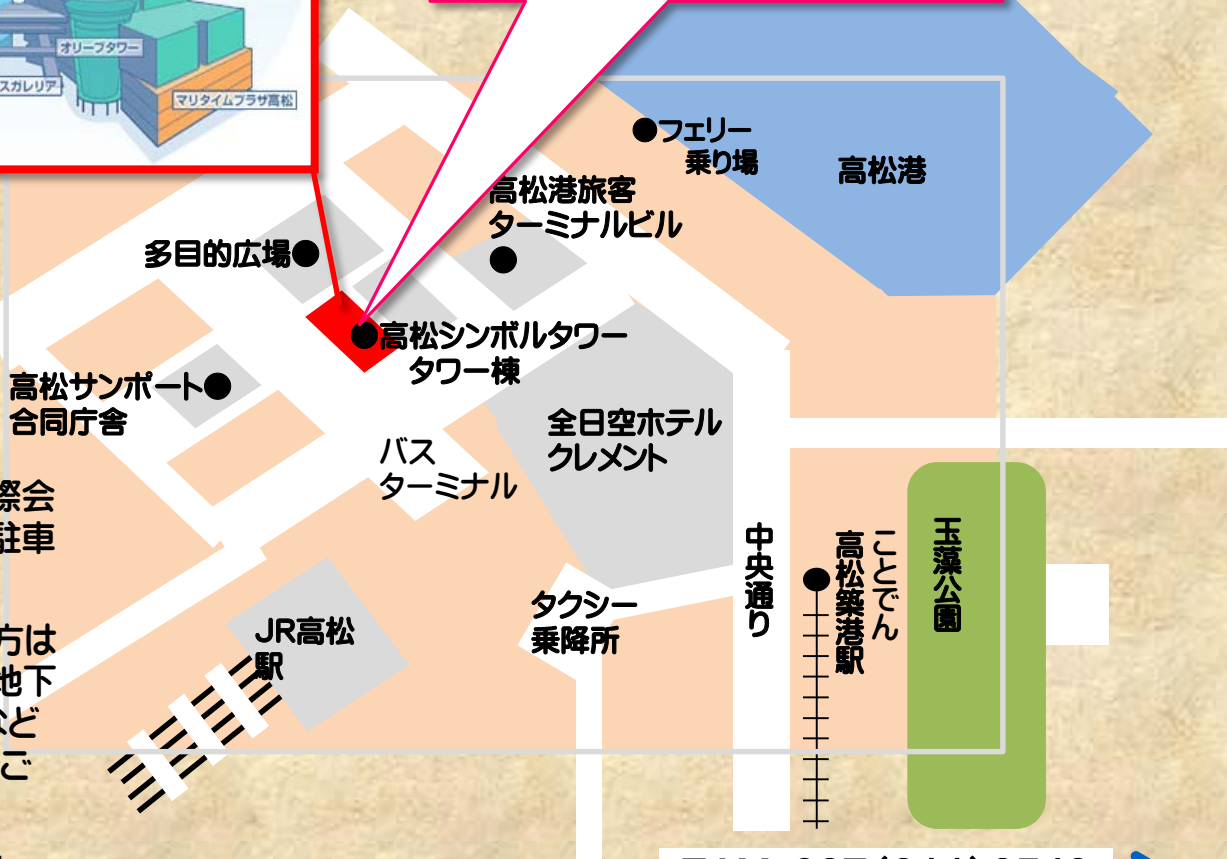 オリーブタワー
スガレリア
マリタイムプラザ高松
フェリー
乗り場
高松港
高松港旅客
ターミナルビル
多目的広場
高松シンボルタワー
タワー棟
高松サンポート
合同庁舎
全日空ホテル
クレメント
バス
ターミナル
際会
駐車
方は
地下
など
ご
JR高松
駅
タクシー
乗降所
中央通り
ことでん
高松築港駅
玉藻公園